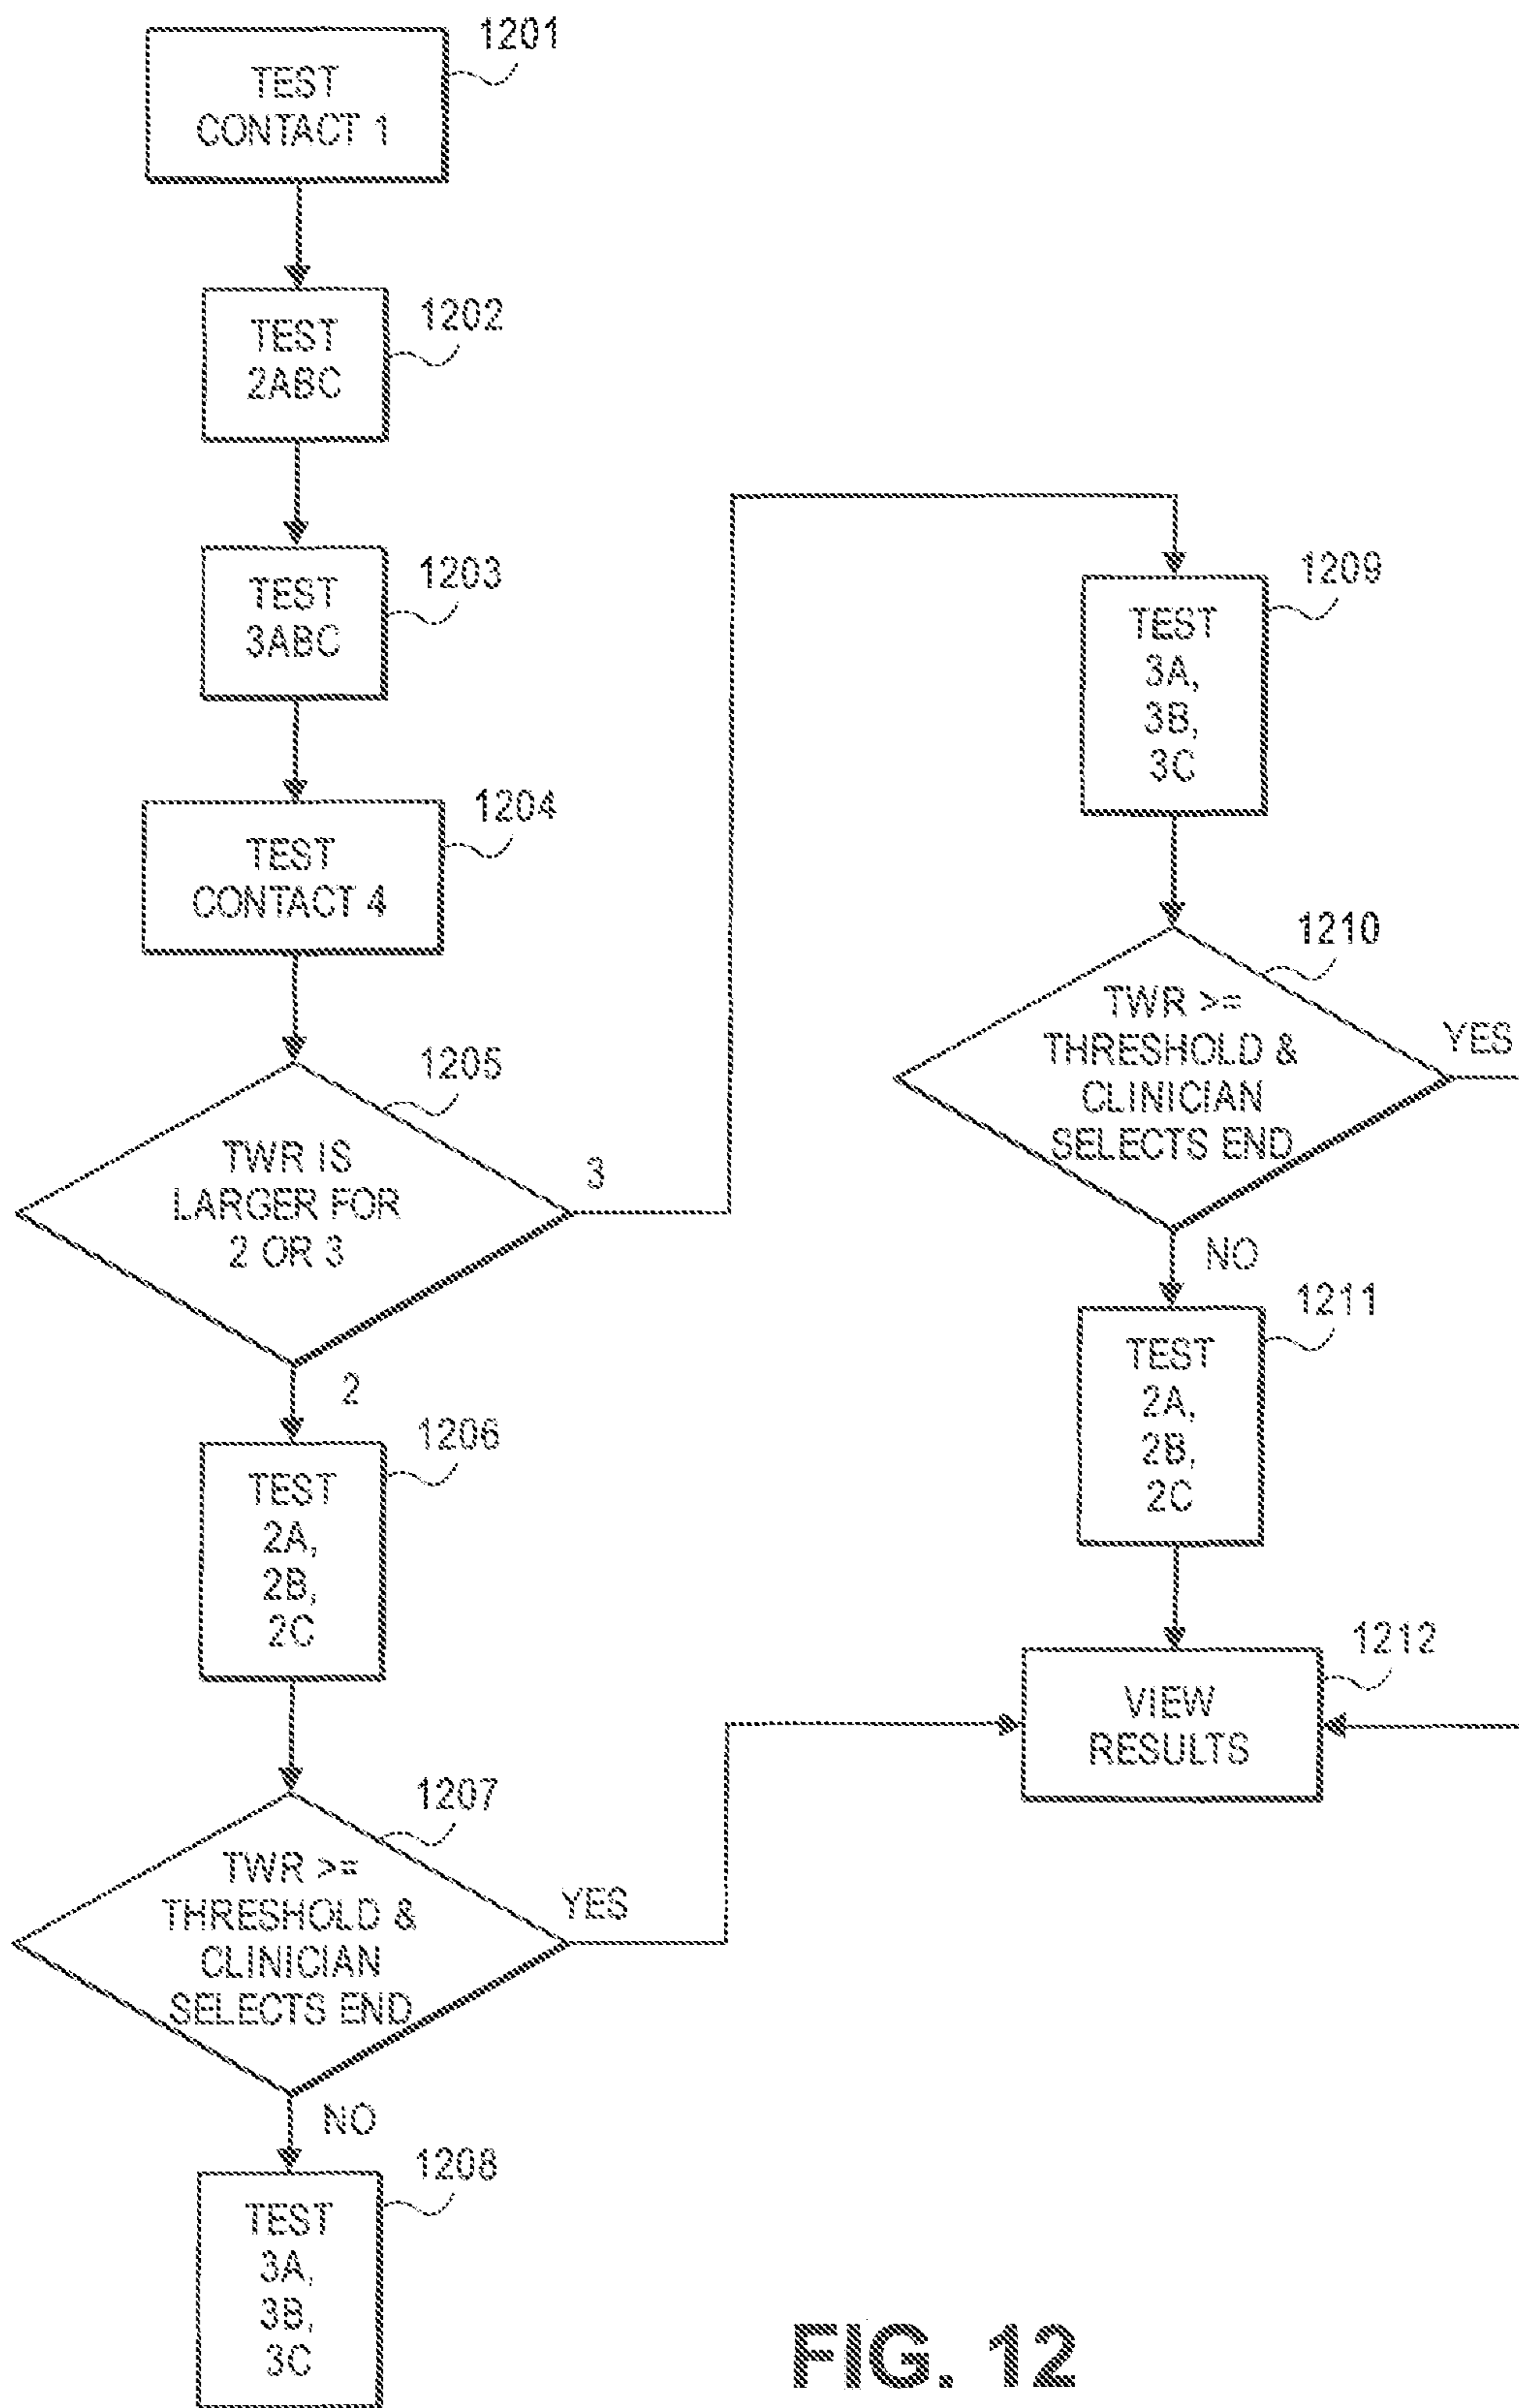 1201
TEST
CONTACT 1
1202
TEST
2ABC
1203
TEST
3ABC
1204
TEST
CONTACT 4
1205
TWR IS
LARGER FOR
2 OR 3
3
2
1206
TEST
2A,
2B,
2C
1207
TWR >=
THRESHOLD &
CLINICIAN
SELECTS END
YES
NO
1208
TEST
3A,
3B,
3C
1209
TEST
3A,
3B,
3C
1210
TWR >=
THRESHOLD &
CLINICIAN
SELECTS END
YES
NO
1211
TEST
2A,
2B,
2C
1212
VIEW
RESULTS
FIG. 12